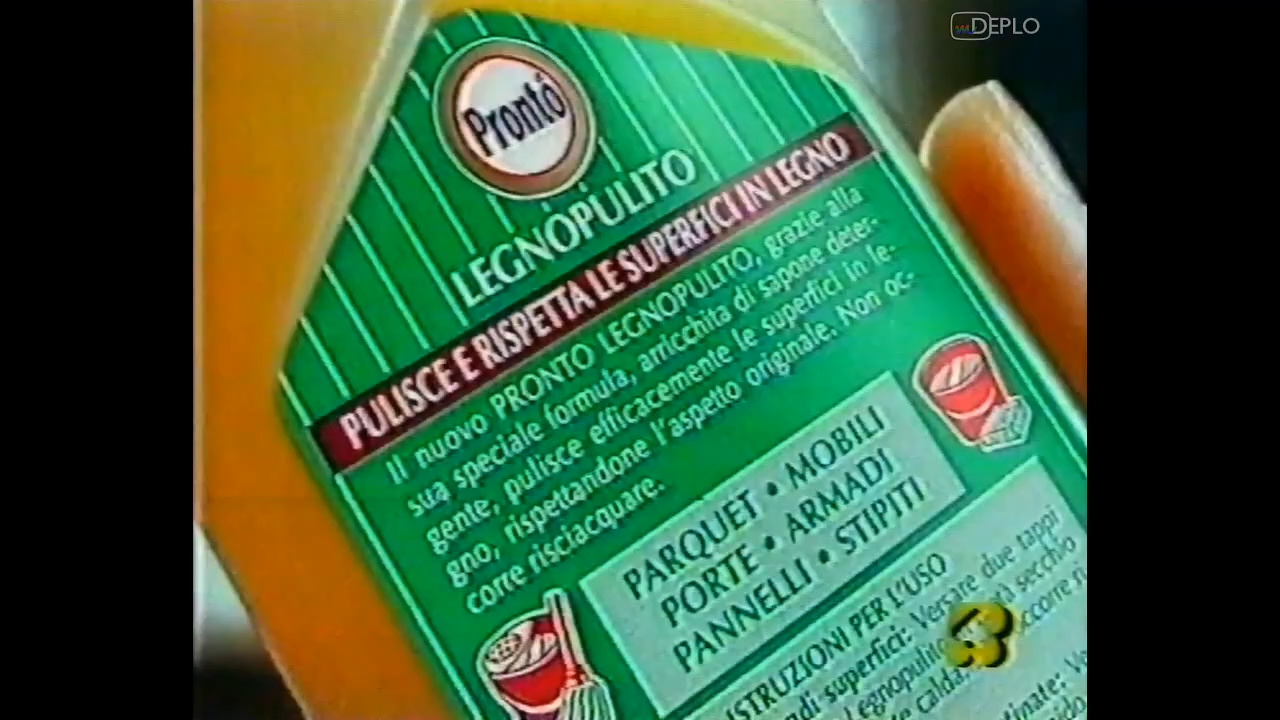 DEPLO
Pronto
LEGNOPULITO
PULISCE E RISPETTA LE SUPERFICI IN LEGNO
Il nuovo PRONTO LEGNOPULITO, grazie alla
sua speciale formula, arricchita di sapone deter-
gente, pulisce efficacemente le superfici in le-
gno, rispettandone l'aspetto originale. Non oc-
corre risciacquare.
PARQUET • MOBILI
PORTE • ARMADI
PANNELLI • STIPITI
ISTRUZIONI PER L'USO
superfici: Versare due tappi
Legnopulito secchio
calda.
3